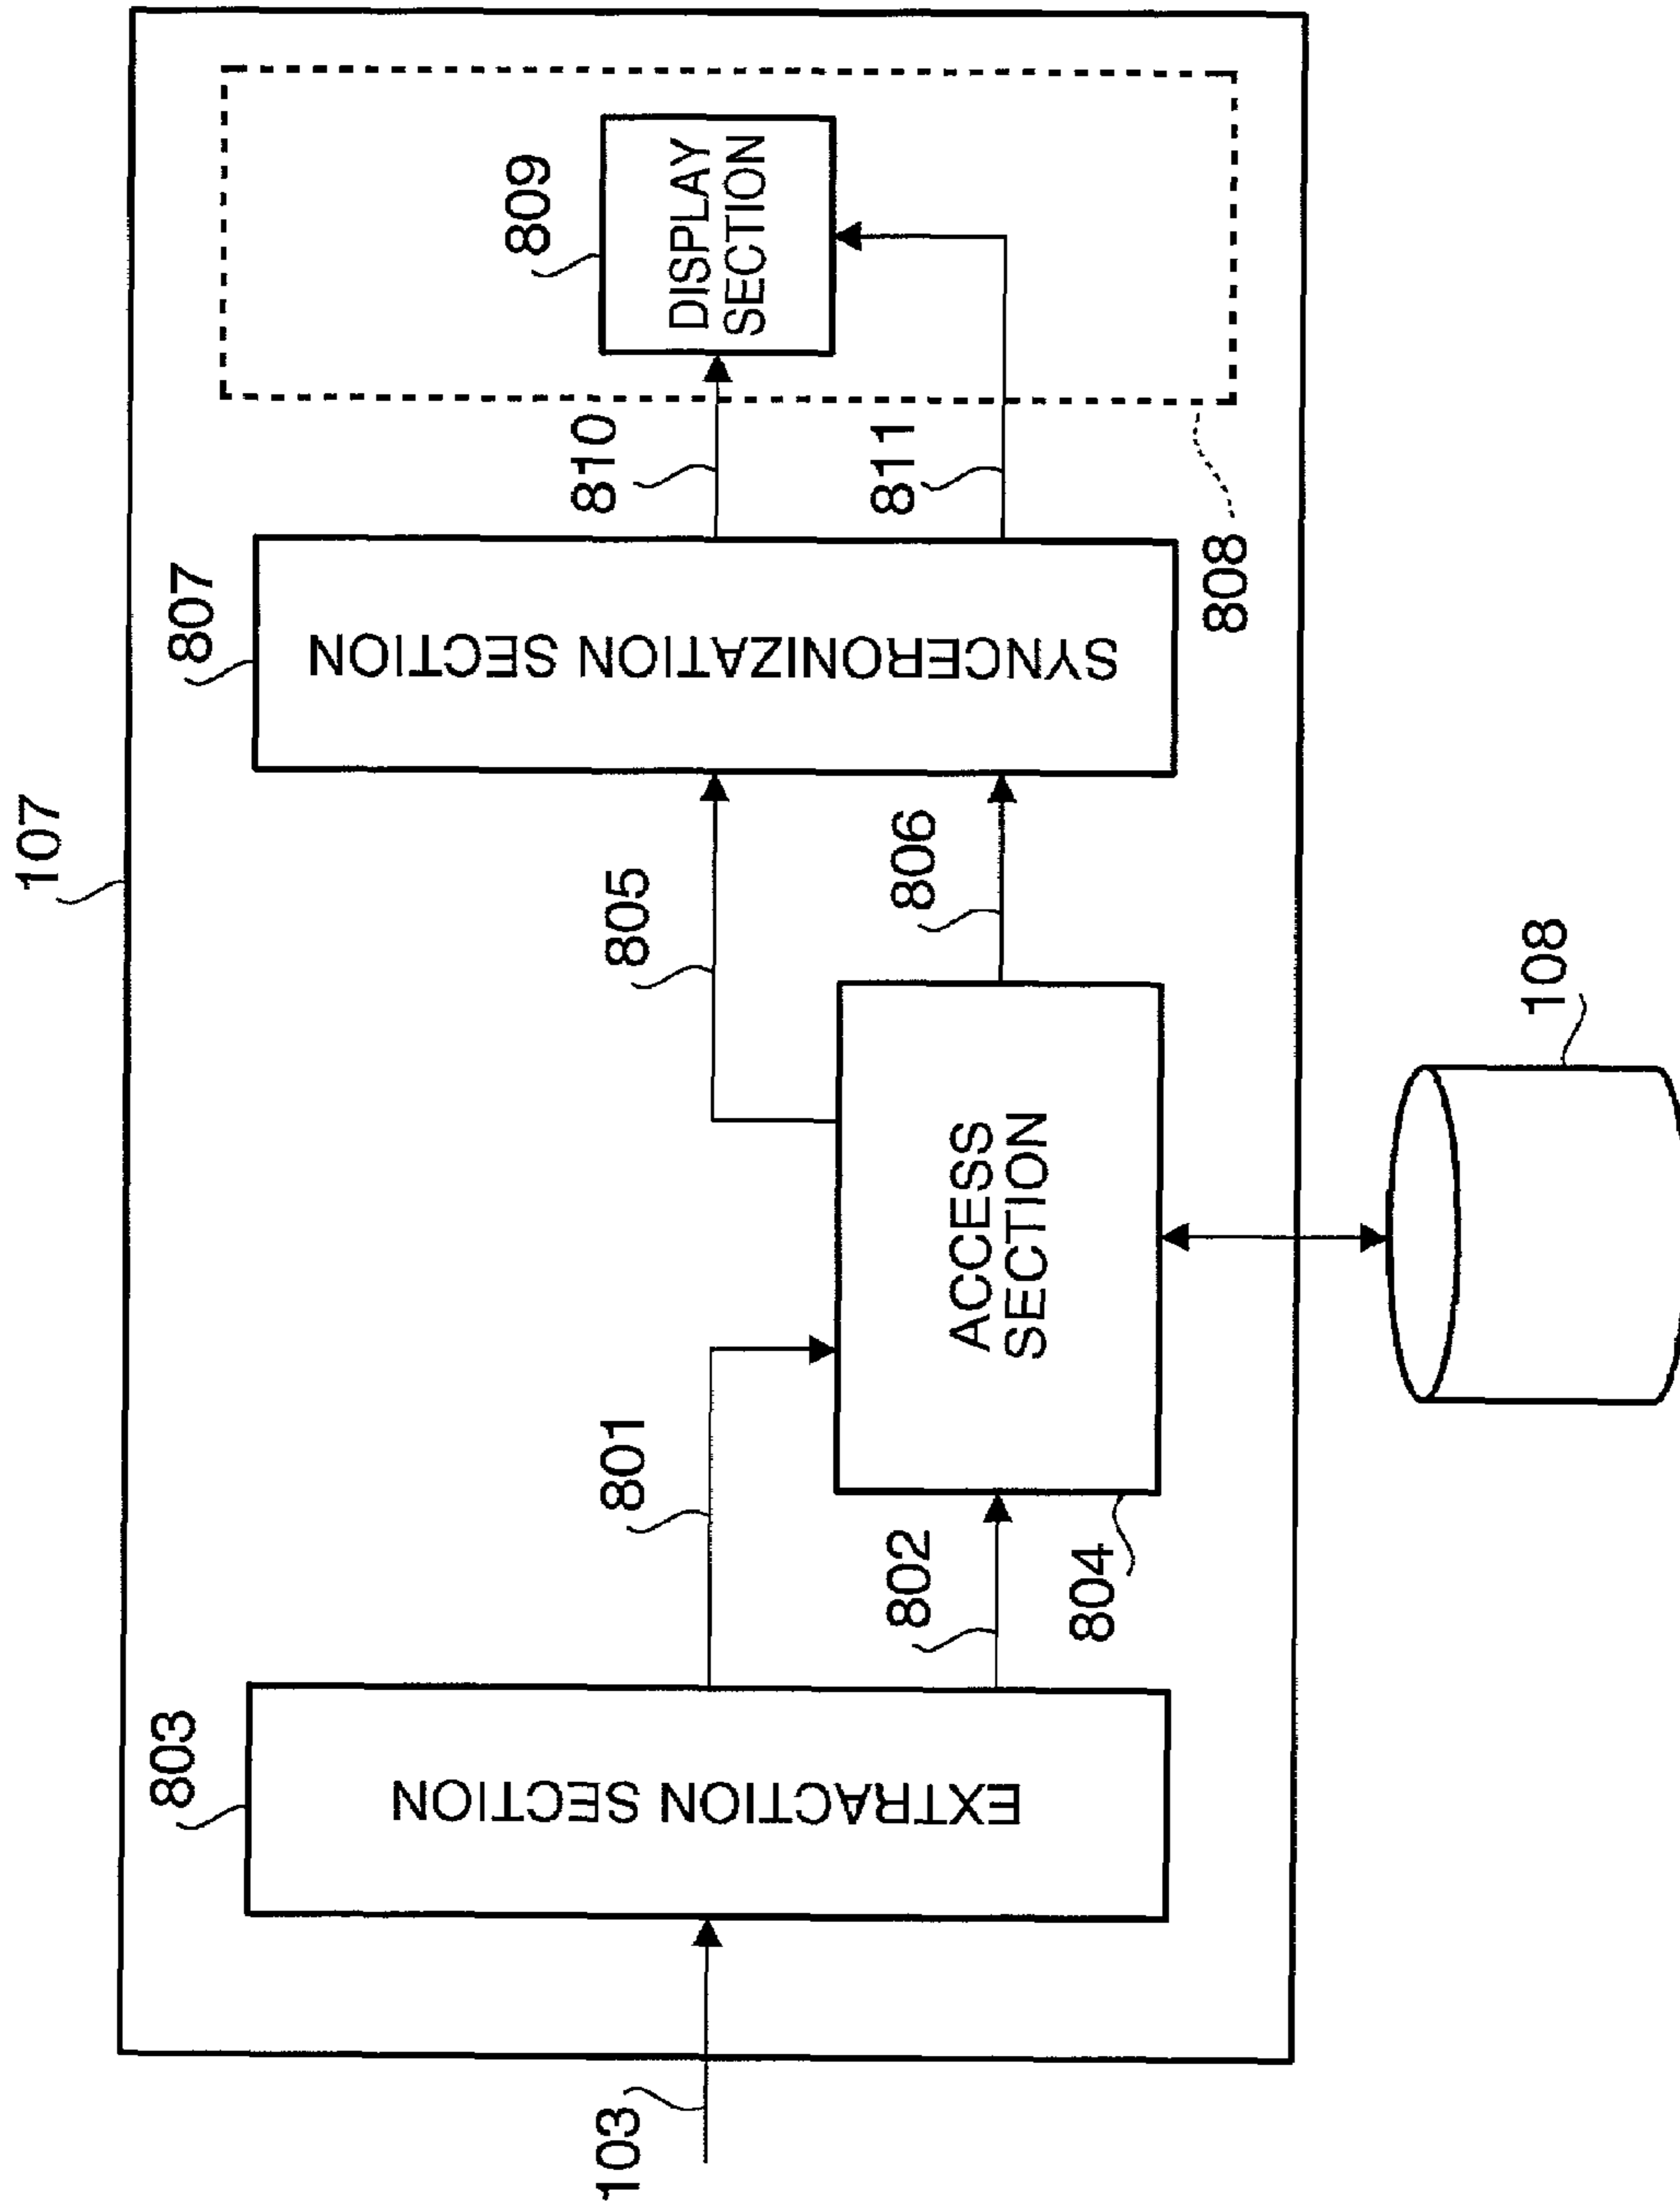 107
803
EXTRACTION SECTION
103
801
802
804
ACCESS
SECTION
805
806
108
807
SYNCERONIZATION SECTION
810
811
808
809
DISPLAY
SECTION